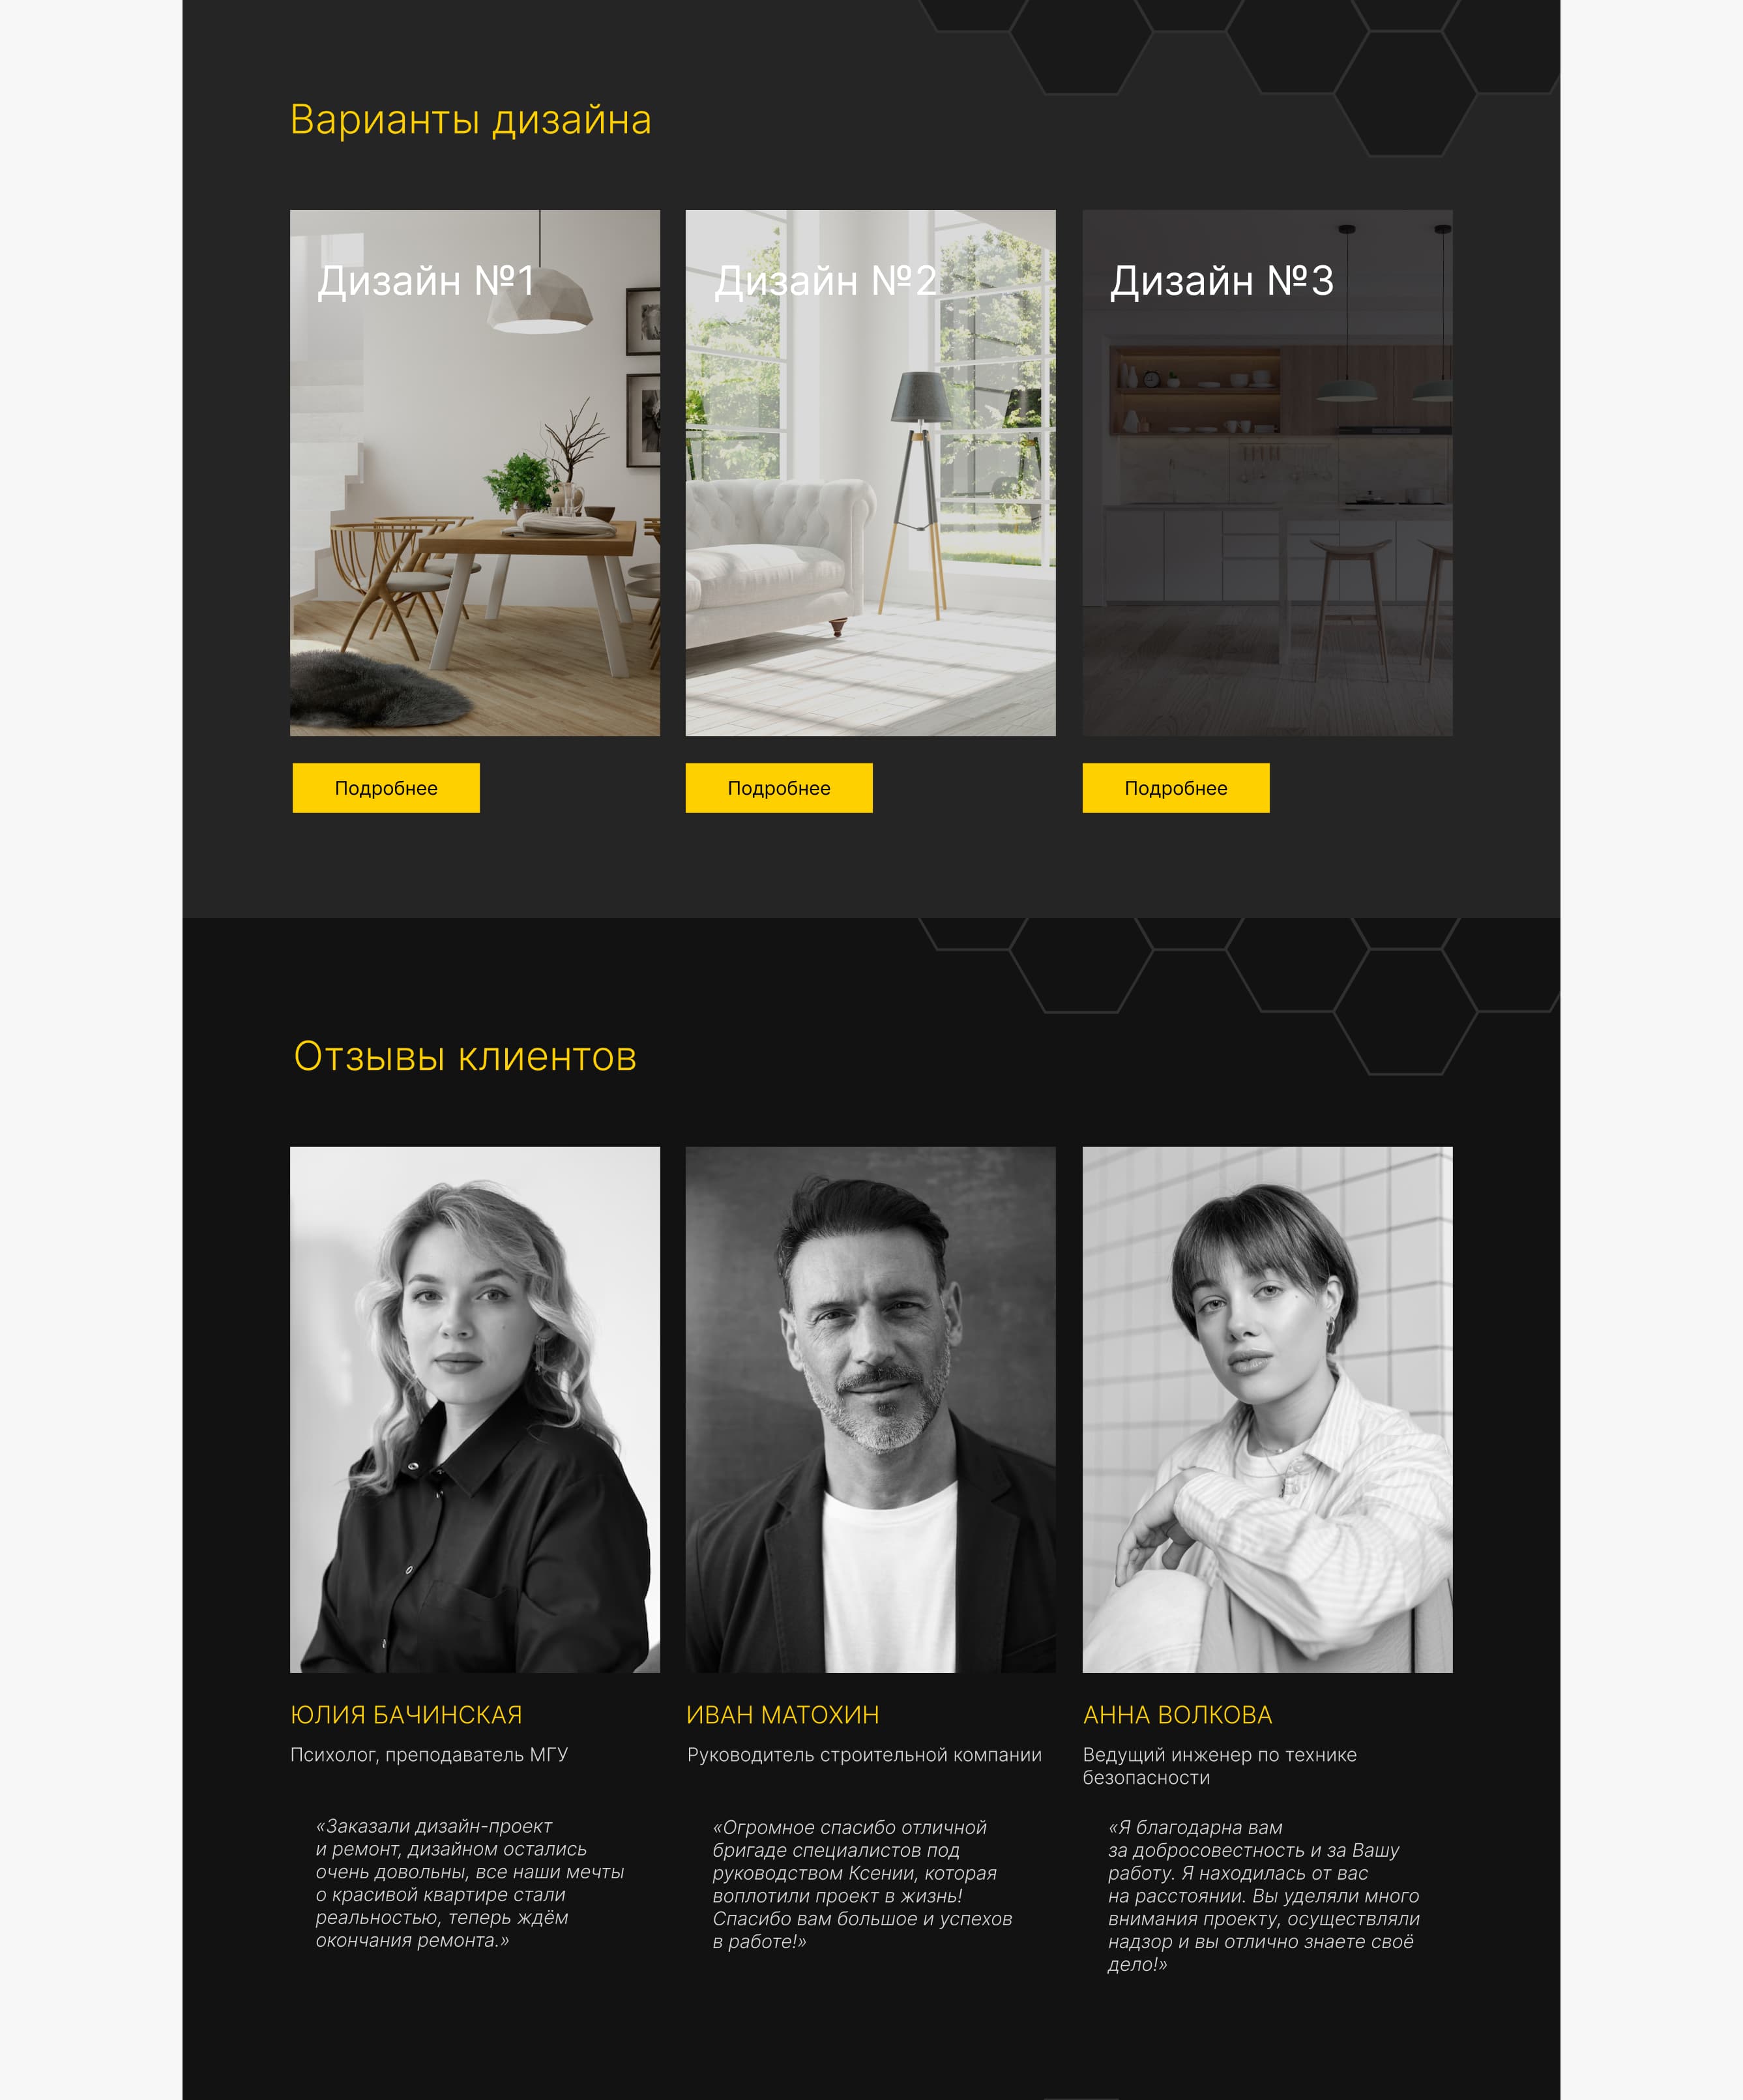 Варианты дизайна
Дизайн №1
Дизайн №2
Дизайн №3
Подробнее
Подробнее
Подробнее
Отзывы клиентов
ЮЛИЯ БАЧИНСКАЯ
Психолог, преподаватель МГУ
«Заказали дизайн-проект
и ремонт, дизайном остались
очень довольны, все наши мечты
о красивой квартире стали
реальностью, теперь ждём
окончания ремонта.»
ИВАН МАТОХИН
Руководитель строительной компании
«Огромное спасибо отличной
бригаде специалистов под
руководством Ксении, которая
воплотили проект в жизнь!
Спасибо вам большое и успехов
в работе!»
АННА ВОЛКОВА
Ведущий инженер по технике
безопасности
«Я благодарна вам
за добросовестность и за Вашу
работу. Я находилась от вас
на расстоянии. Вы уделяли много
внимания проекту, осуществляли
надзор и вы отлично знаете своё
дело!»